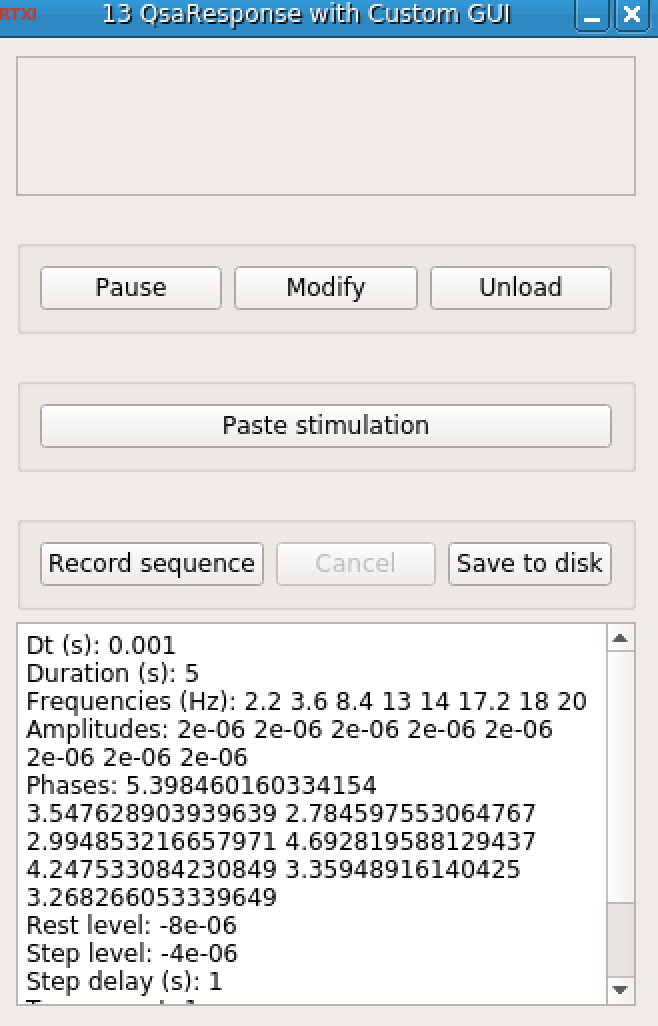 RTXI
13 QsaResponse with Custom GUI
Pause
Modify
Unload
Paste stimulation
Record sequence
Cancel
Save to disk
Dt (s): 0.001
Duration (s): 5
Frequencies (Hz): 2.2 3.6 8.4 13 14 17.2 18 20
Amplitudes: 2e-06 2e-06 2e-06 2e-06 2e-06
2e-06 2e-06 2e-06
Phases: 5.398460160334154
3.547628903939639 2.784597553064767
2.994853216657971 4.692819588129437
4.247533084230849 3.35948916140425
3.268266053339649
Rest level: -8e-06
Step level: -4e-06
Step delay (s): 1